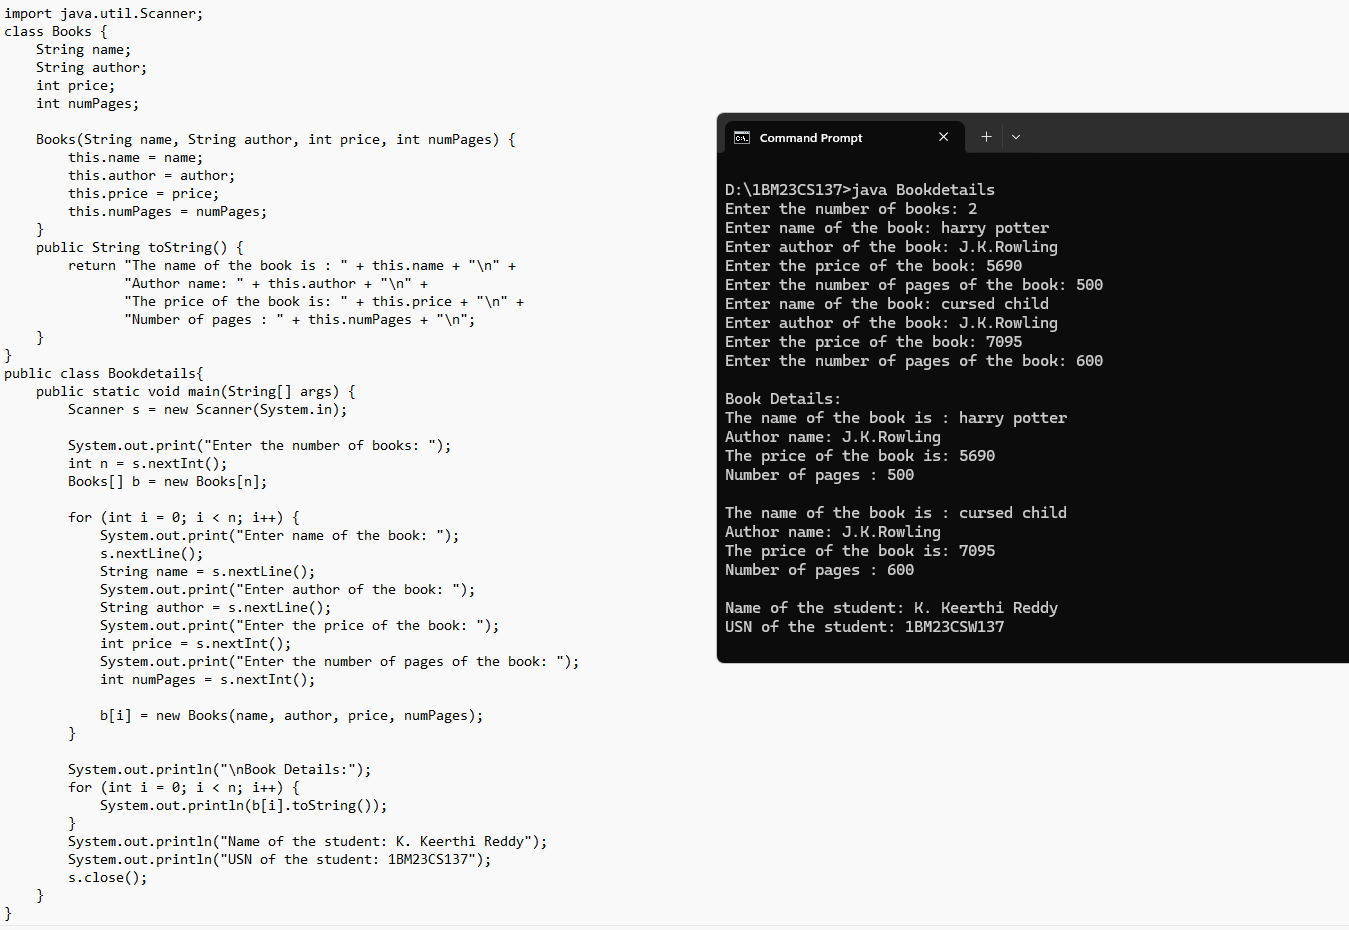 import java.util.Scanner;
class Books {
    String name;
    String author;
    int price;
    int numPages;

    Books(String name, String author, int price, int numPages) {
        this.name = name;
        this.author = author;
        this.price = price;
        this.numPages = numPages;
    }
    public String toString() {
        return "The name of the book is : " + this.name + "\n" +
               "Author name: " + this.author + "\n" +
               "The price of the book is: " + this.price + "\n" +
               "Number of pages : " + this.numPages + "\n";
    }
}
public class Bookdetails{
    public static void main(String[] args) {
        Scanner s = new Scanner(System.in);

        System.out.print("Enter the number of books: ");
        int n = s.nextInt();
        Books[] b = new Books[n];

        for (int i = 0; i < n; i++) {
            System.out.print("Enter name of the book: ");
            s.nextLine();
            String name = s.nextLine();
            System.out.print("Enter author of the book: ");
            String author = s.nextLine();
            System.out.print("Enter the price of the book: ");
            int price = s.nextInt();
            System.out.print("Enter the number of pages of the book: ");
            int numPages = s.nextInt();

            b[i] = new Books(name, author, price, numPages);
        }

        System.out.println("\nBook Details:");
        for (int i = 0; i < n; i++) {
            System.out.println(b[i].toString());
        }
        System.out.println("Name of the student: K. Keerthi Reddy");
        System.out.println("USN of the student: 1BM23CS137");
        s.close();
    }
}
Command Prompt
D:\1BM23CS137>java Bookdetails
Enter the number of books: 2
Enter name of the book: harry potter
Enter author of the book: J.K.Rowling
Enter the price of the book: 5690
Enter the number of pages of the book: 500
Enter name of the book: cursed child
Enter author of the book: J.K.Rowling
Enter the price of the book: 7095
Enter the number of pages of the book: 600

Book Details:
The name of the book is : harry potter
Author name: J.K.Rowling
The price of the book is: 5690
Number of pages : 500

The name of the book is : cursed child
Author name: J.K.Rowling
The price of the book is: 7095
Number of pages : 600

Name of the student: K. Keerthi Reddy
USN of the student: 1BM23CSW137